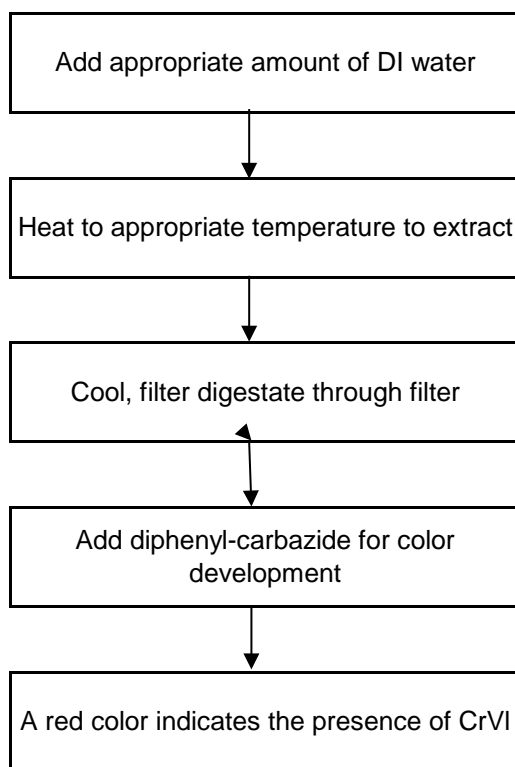 Add appropriate amount of DI water
Heat to appropriate temperature to extract
Cool, filter digestate through filter
Add diphenyl-carbazide for color
development
A red color indicates the presence of CrVI